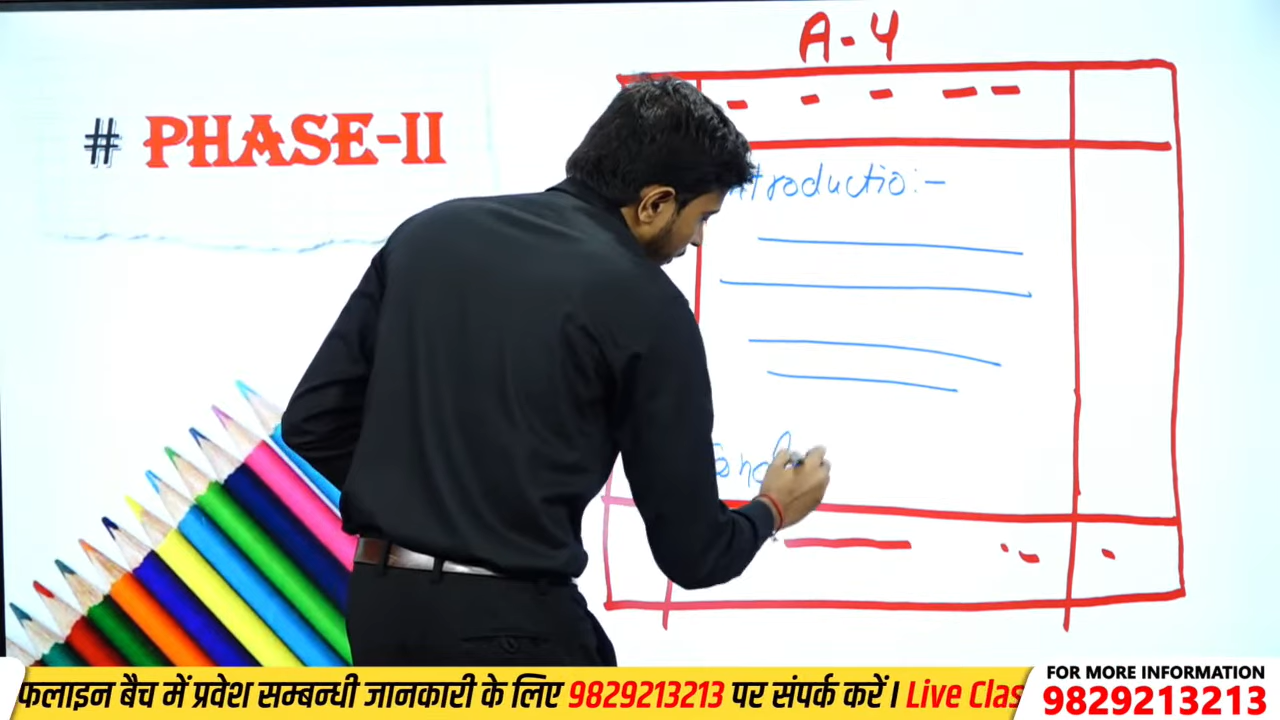 A-4
# PHASE-II
ntroductio:-
फलाइन बैच में प्रवेश सम्बन्धी जानकारी के लिए 9829213213 पर संपर्क करें। Live Clas
FOR MORE INFORMATION
9829213213